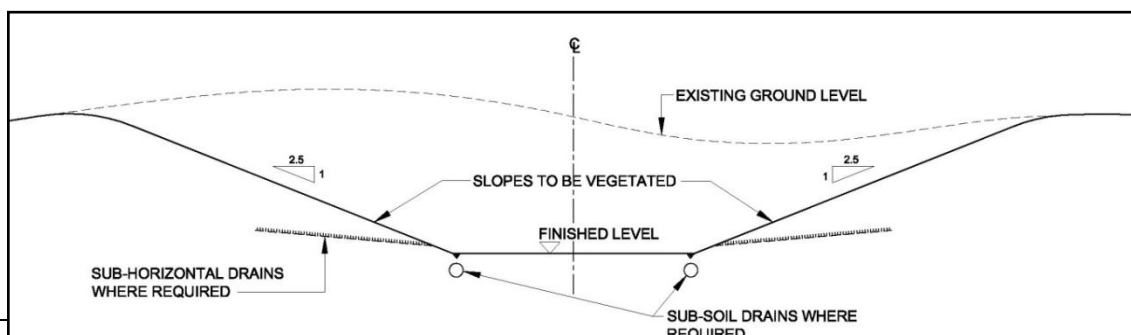 ℄
EXISTING GROUND LEVEL
2.5
1
2.5
1
SLOPES TO BE VEGETATED
FINISHED LEVEL
SUB-HORIZONTAL DRAINS
WHERE REQUIRED
SUB-SOIL DRAINS WHERE
REQUIRED